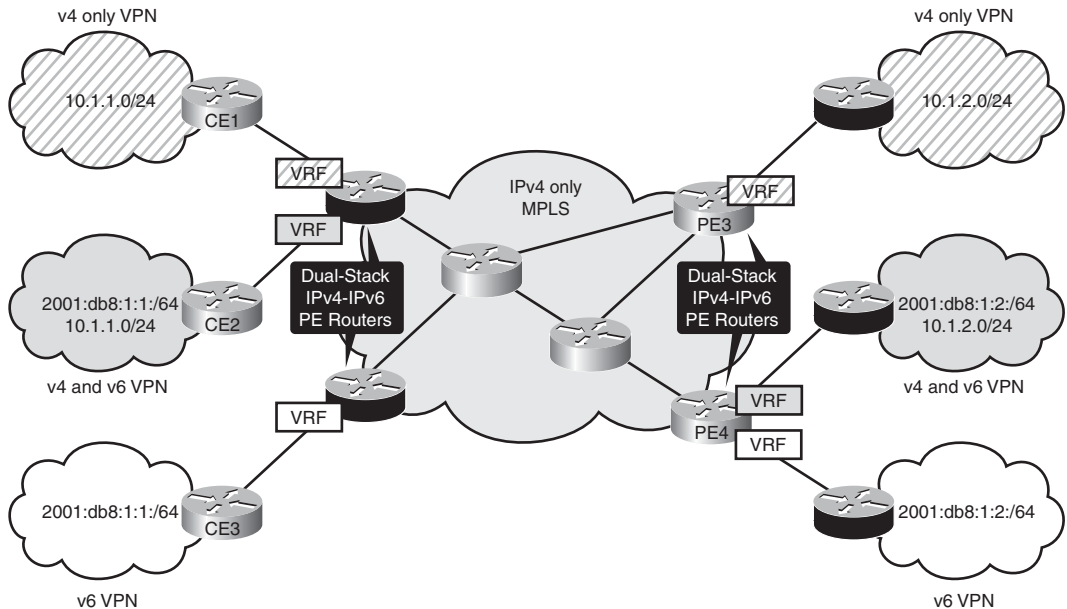 v4 only VPN
10.1.1.0/24
CE1
VRF
VRF
2001:db8:1:1:/64
10.1.1.0/24
CE2
v4 and v6 VPN
VRF
2001:db8:1:1:/64
CE3
v6 VPN
IPv4 only
MPLS
Dual-Stack
IPv4-IPv6
PE Routers
Dual-Stack
IPv4-IPv6
PE Routers
v4 only VPN
10.1.2.0/24
VRF
PE3
2001:db8:1:2:/64
10.1.2.0/24
v4 and v6 VPN
VRF
PE4
VRF
2001:db8:1:2:/64
v6 VPN